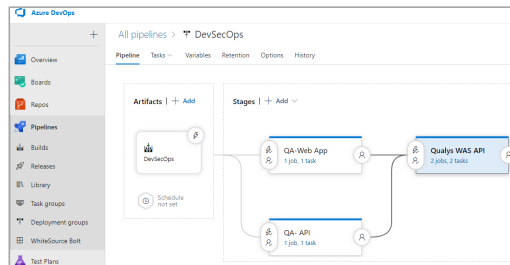 Azure DevOps
All pipelines > DevSecOps
Pipeline Tasks Variables Retention Options History
Overview
Boards
Repos
Pipelines
Builds
Releases
Library
Task groups
Deployment groups
WhiteSource Bolt
Test Plans
Artifacts | + Add
DevSecOps
Schedule
not set
Stages | + Add
QA-Web App
1 job, 1 task
Qualys WAS API
2 jobs, 2 tasks
QA- API
1 job, 1 task